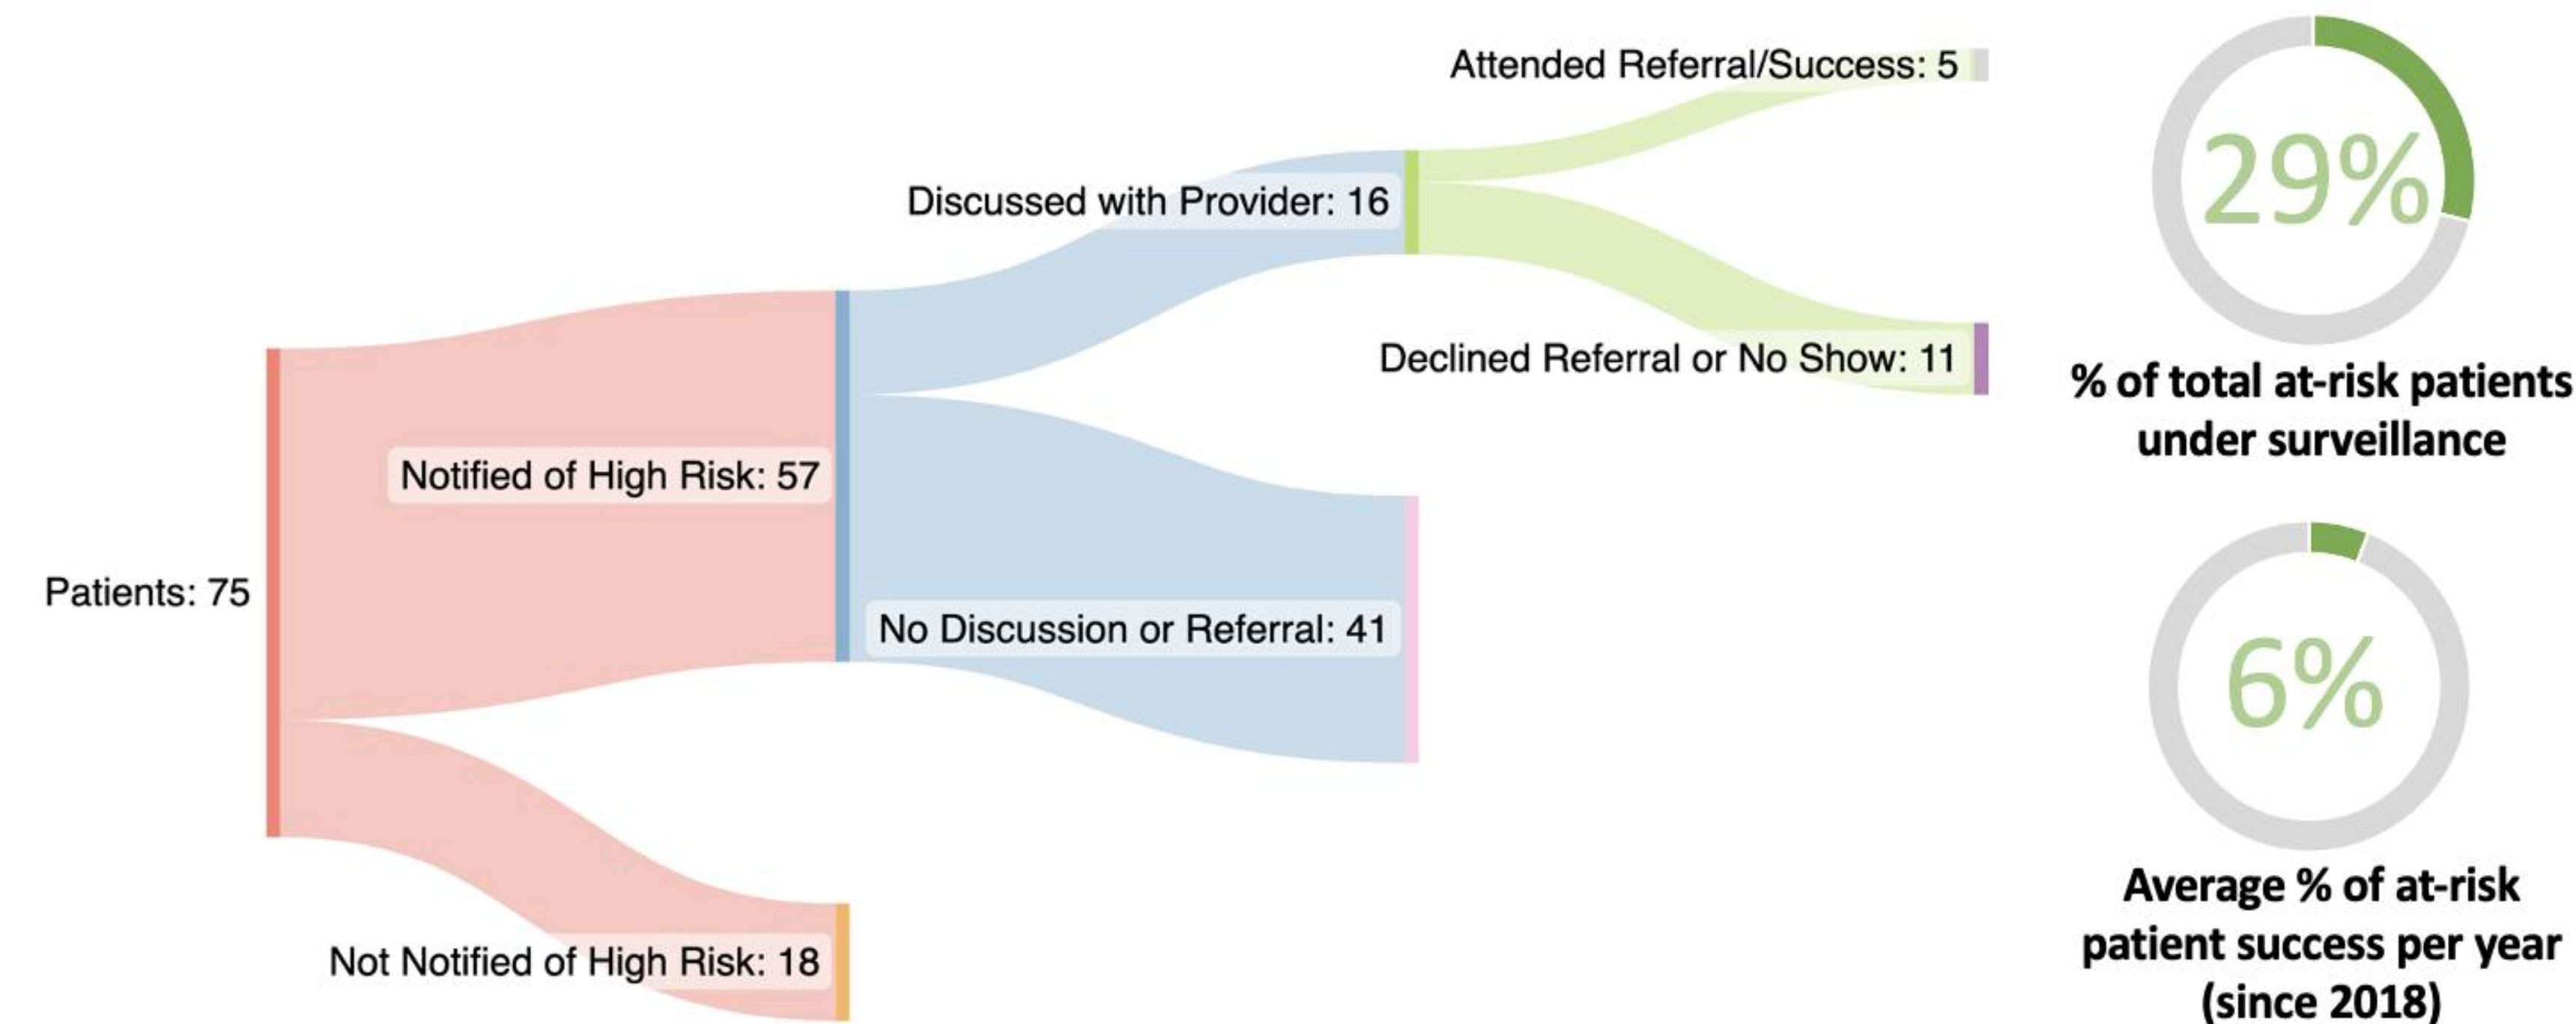 Attended Referral/Success: 5
Discussed with Provider: 16
Declined Referral or No Show: 11
Notified of High Risk: 57
Patients: 75
No Discussion or Referral: 41
Not Notified of High Risk: 18
29%
% of total at-risk patients
under surveillance
6%
Average % of at-risk
patient success per year
(since 2018)